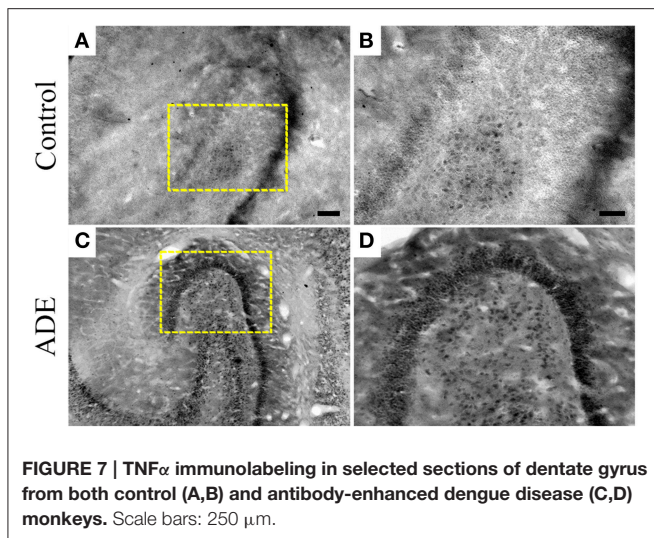 A
B
Control
C
D
ADE
FIGURE 7 | TNFα immunolabeling in selected sections of dentate gyrus
from both control (A,B) and antibody-enhanced dengue disease (C,D)
monkeys. Scale bars: 250 μm.